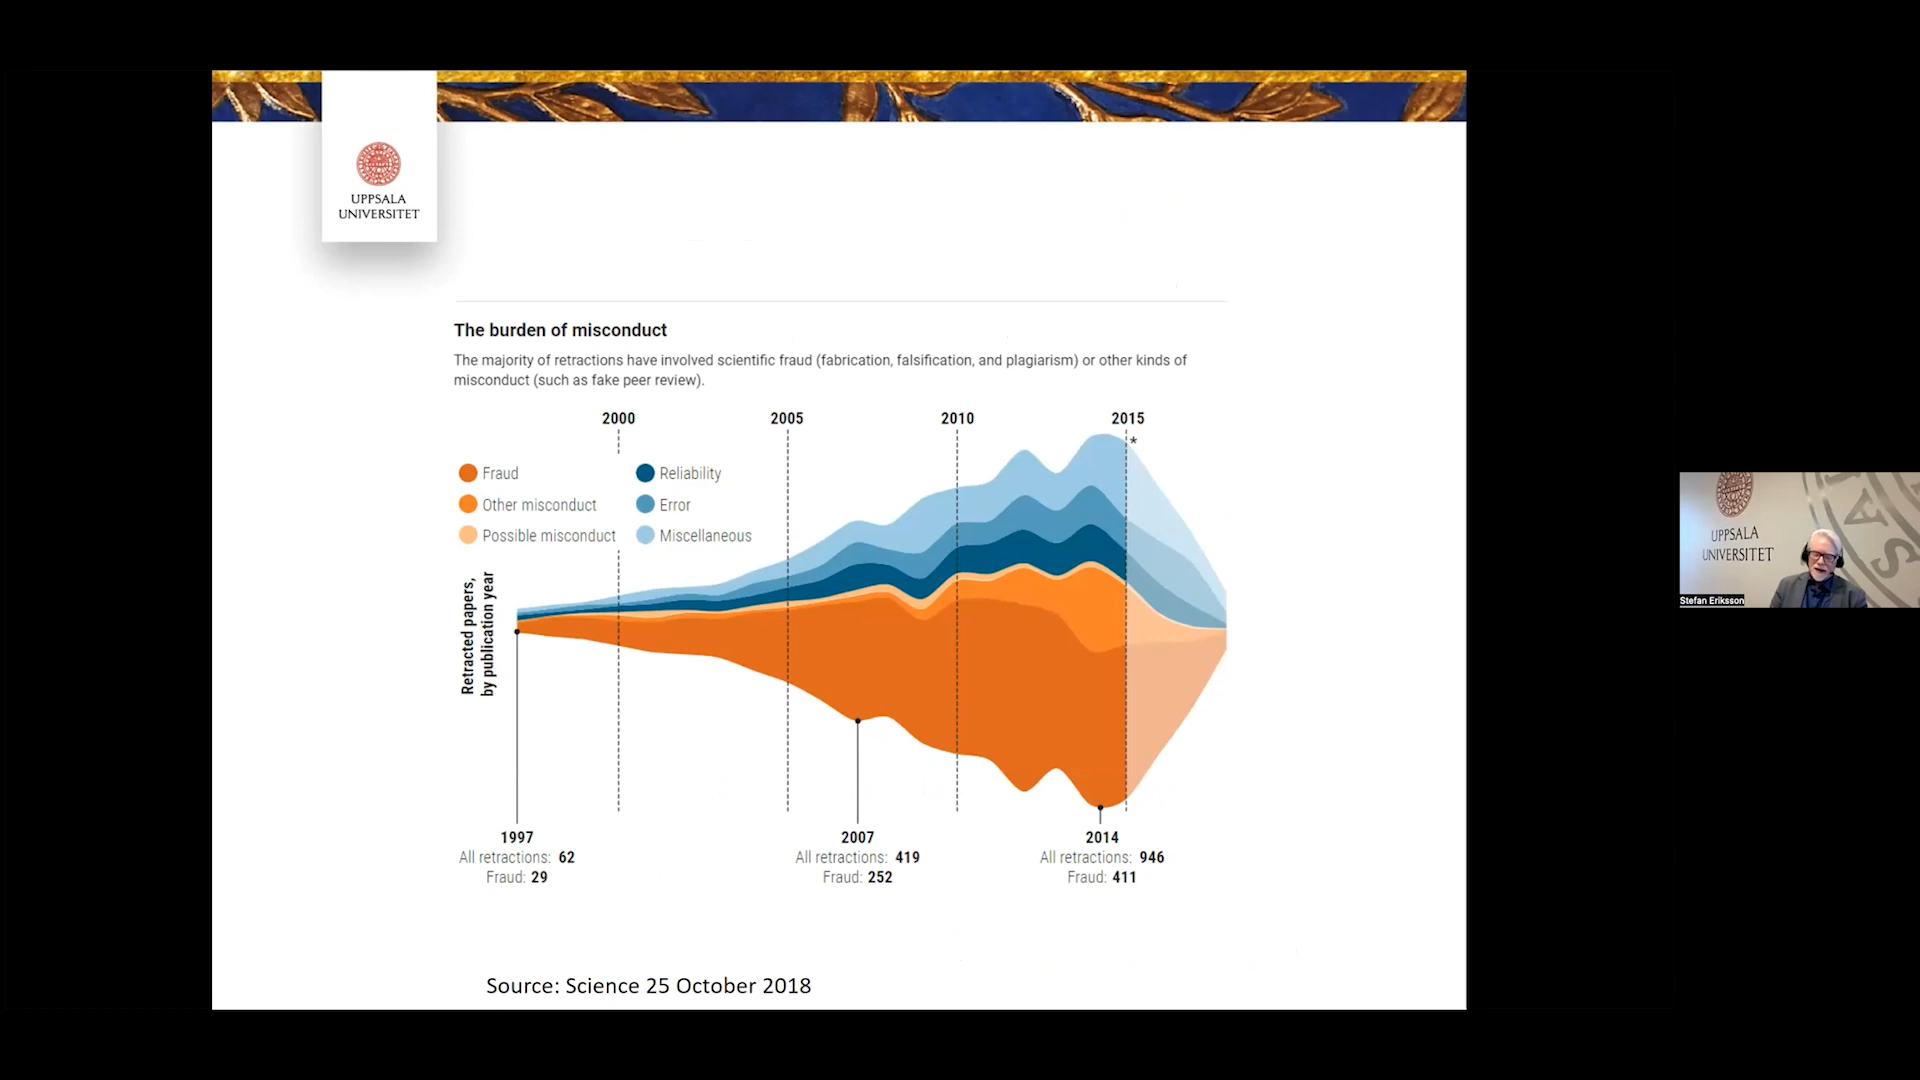 UPPSALA
UNIVERSITET
The burden of misconduct
The majority of retractions have involved scientific fraud (fabrication, falsification, and plagiarism) or other kinds of
misconduct (such as fake peer review).
2000
2005
2010
2015
*
Fraud
Other misconduct
Possible misconduct
Reliability
Error
Miscellaneous
Retracted papers,
by publication year
1997
All retractions: 62
Fraud: 29
2007
All retractions: 419
Fraud: 252
2014
All retractions: 946
Fraud: 411
Source: Science 25 October 2018
UPPSALA
UNIVERSITET
Stefan Eriksson